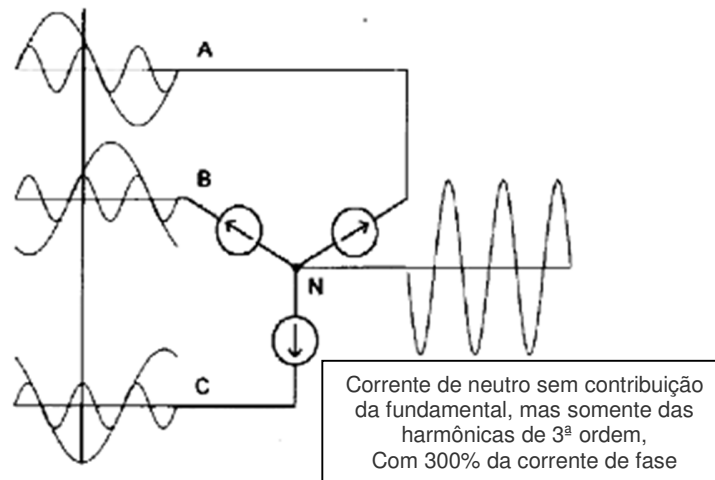 A
B
N
C
Corrente de neutro sem contribuição
da fundamental, mas somente das
harmônicas de 3ª ordem,
Com 300% da corrente de fase